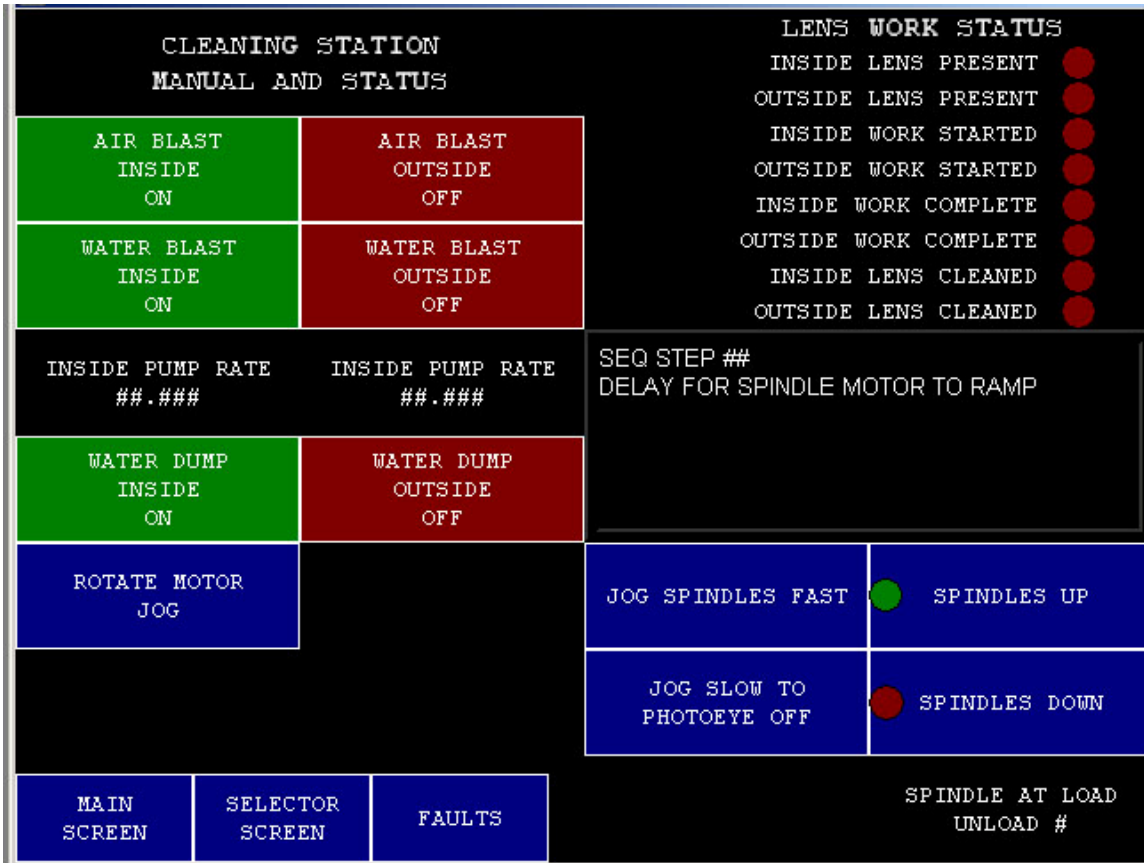 CLEANING STATION
MANUAL AND STATUS
AIR BLAST
INSIDE
ON
AIR BLAST
OUTSIDE
OFF
WATER BLAST
INSIDE
ON
WATER BLAST
OUTSIDE
OFF
INSIDE PUMP RATE
##.###
INSIDE PUMP RATE
##.###
WATER DUMP
INSIDE
ON
WATER DUMP
OUTSIDE
OFF
ROTATE MOTOR
JOG
LENS WORK STATUS
INSIDE LENS PRESENT
OUTSIDE LENS PRESENT
INSIDE WORK STARTED
OUTSIDE WORK STARTED
INSIDE WORK COMPLETE
OUTSIDE WORK COMPLETE
INSIDE LENS CLEANED
OUTSIDE LENS CLEANED
SEQ STEP ##
DELAY FOR SPINDLE MOTOR TO RAMP
JOG SPINDLES FAST
SPINDLES UP
JOG SLOW TO
PHOTOEYE OFF
SPINDLES DOWN
MAIN
SCREEN
SELECTOR
SCREEN
FAULTS
SPINDLE AT LOAD
UNLOAD #